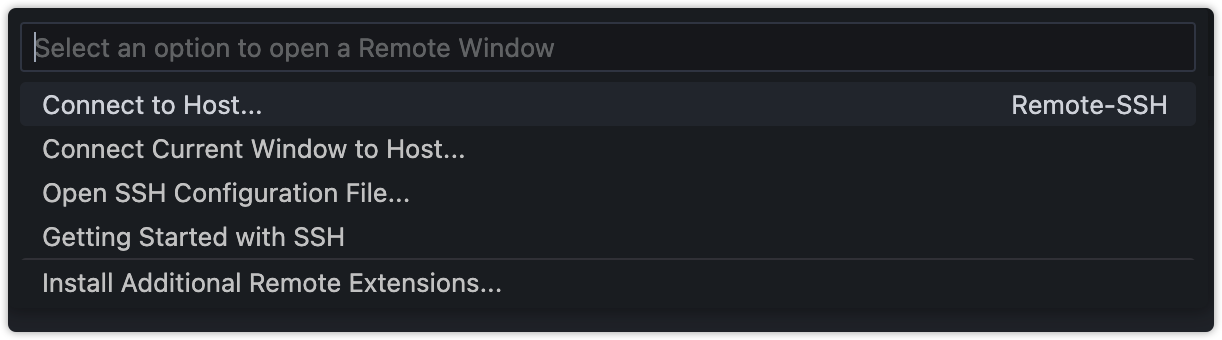 Select an option to open a Remote Window
Connect to Host... Remote-SSH
Connect Current Window to Host...
Open SSH Configuration File...
Getting Started with SSH
Install Additional Remote Extensions...